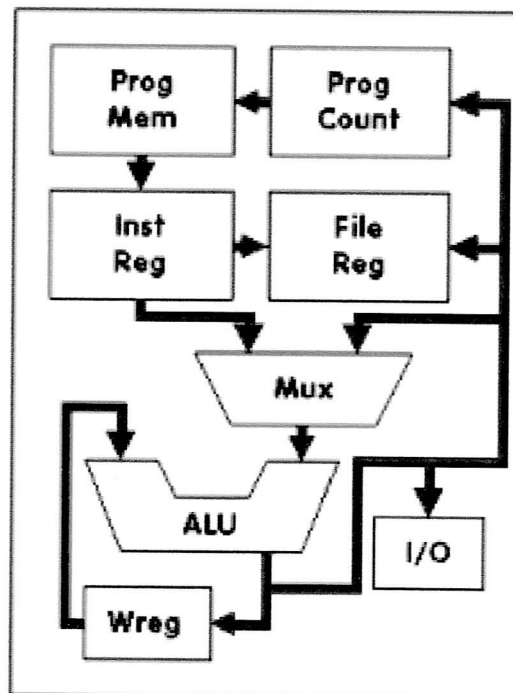 Prog
Mem
Prog
Count
Inst
Reg
File
Reg
Mux
ALU
I/O
Wreg